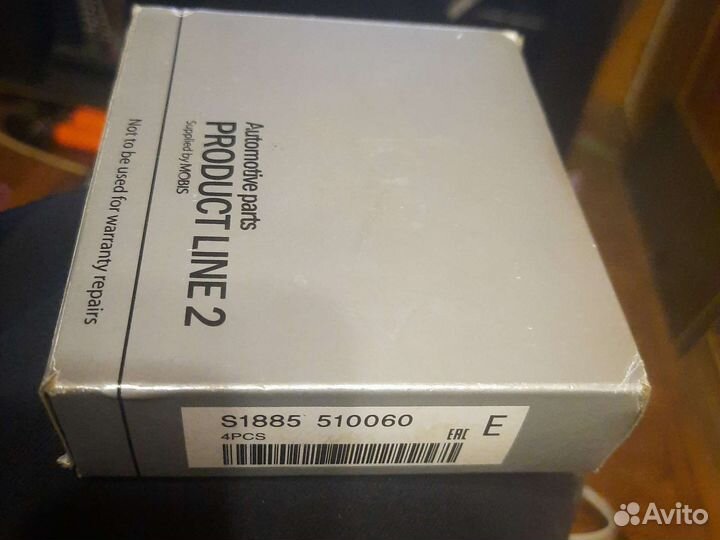 Automotive parts
PRODUCT LINE 2
Supplied by MOBIS
Not to be used for warranty repairs
S1885 510060
4PCS
EAC
E
Avito